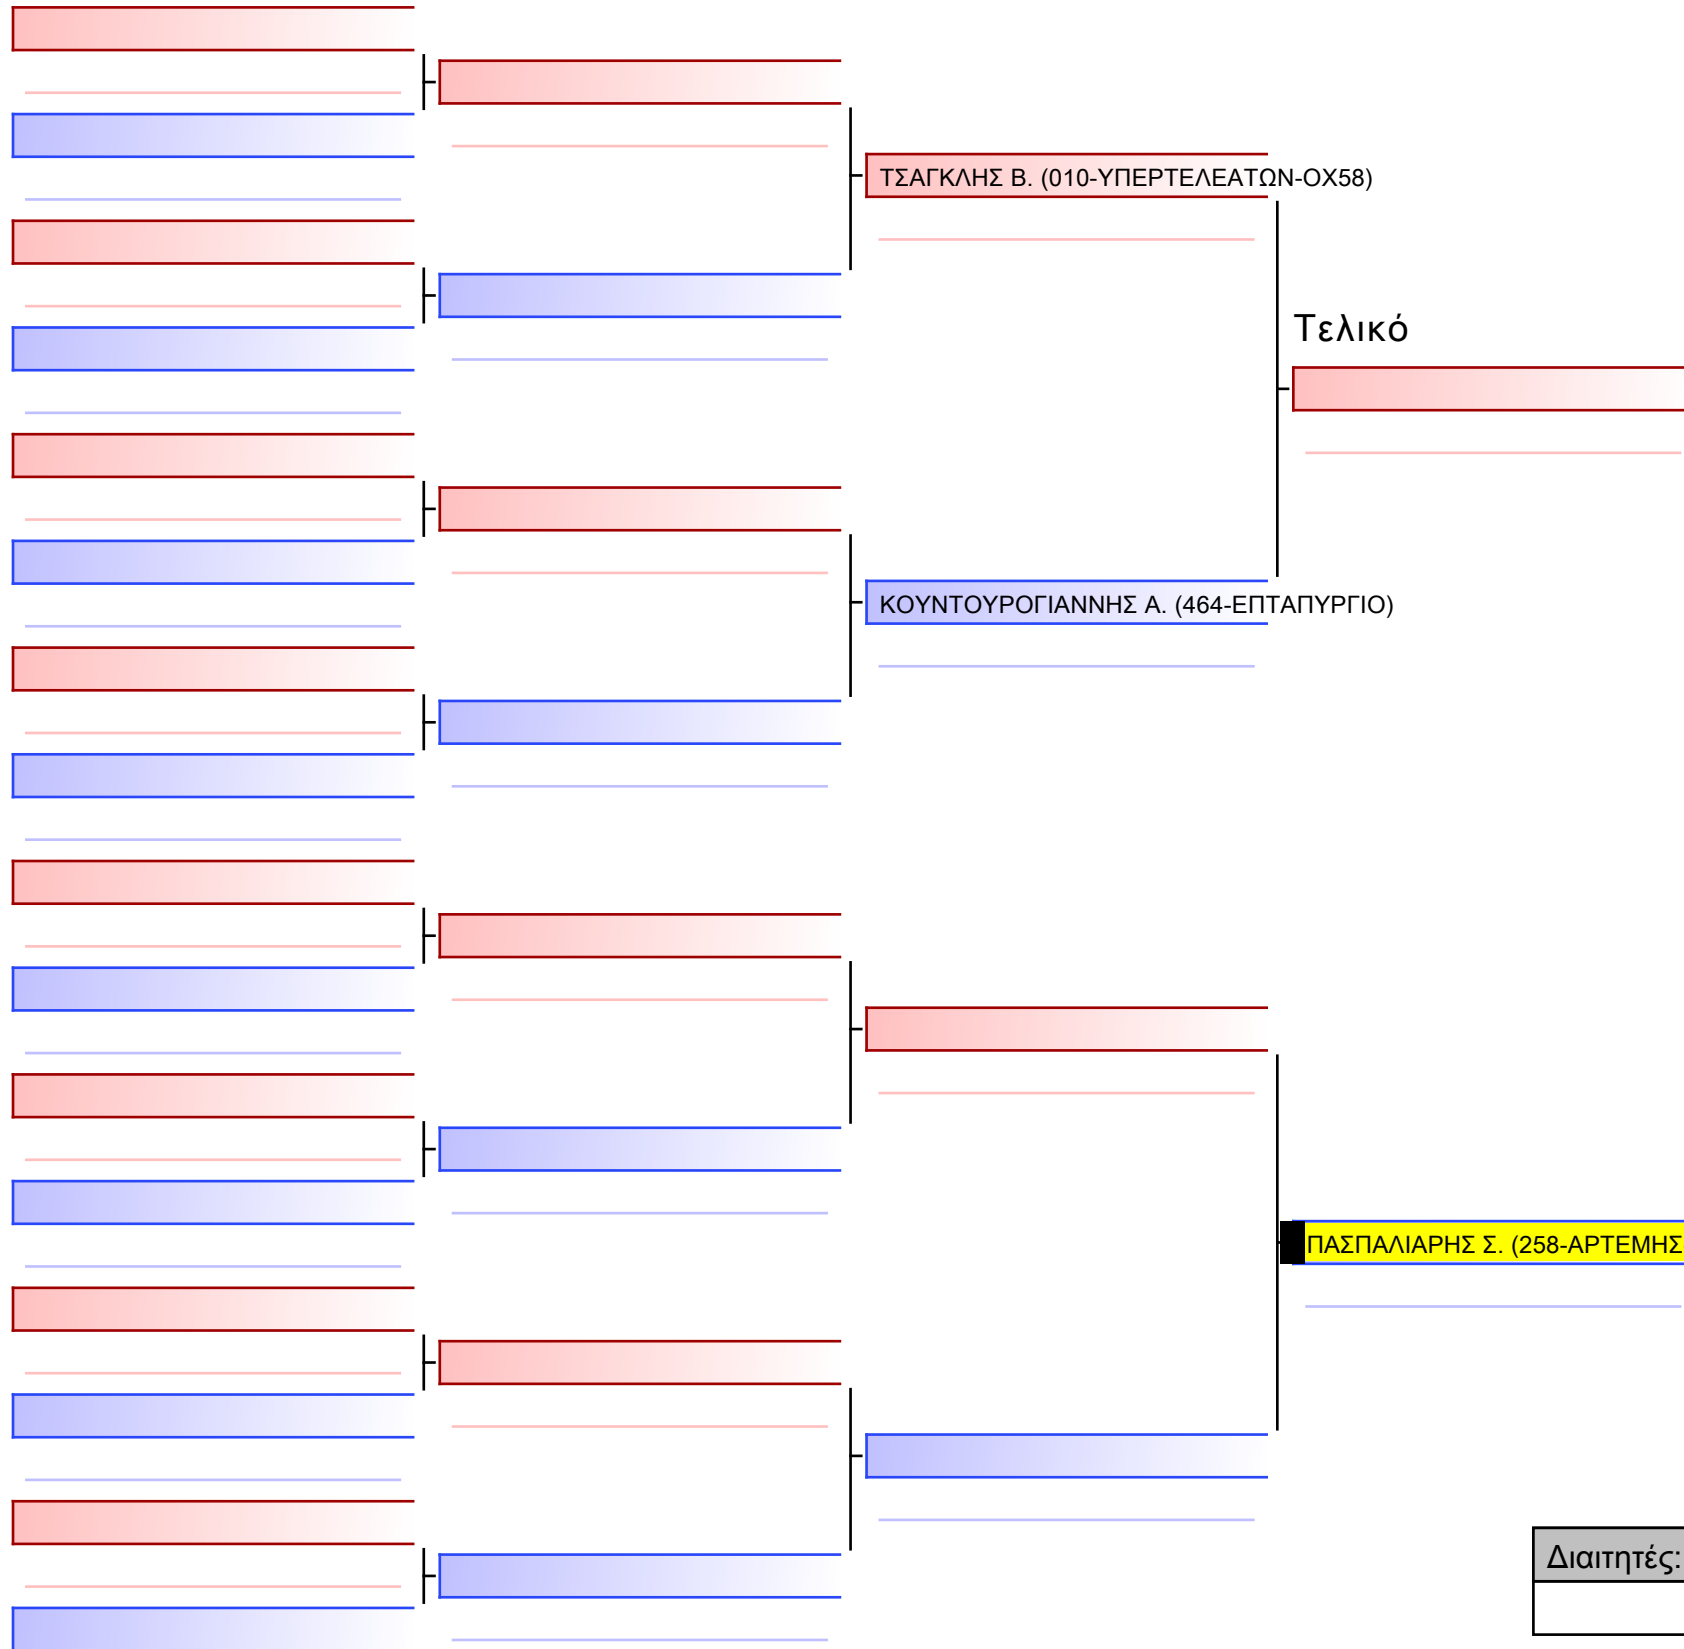 ΤΣΑΓΚΛΗΣ Β. (010-ΥΠΕΡΤΕΛΕΑΤΩΝ-ΟΧ58)
Τελικό
ΚΟΥΝΤΟΥΡΟΓΙΑΝΝΗΣ Α. (464-ΕΠΤΑΠΥΡΓΙΟ)
ΠΑΣΠΑΛΙΑΡΗΣ Σ. (258-ΑΡΤΕΜΗΣ
Διαιτητές: